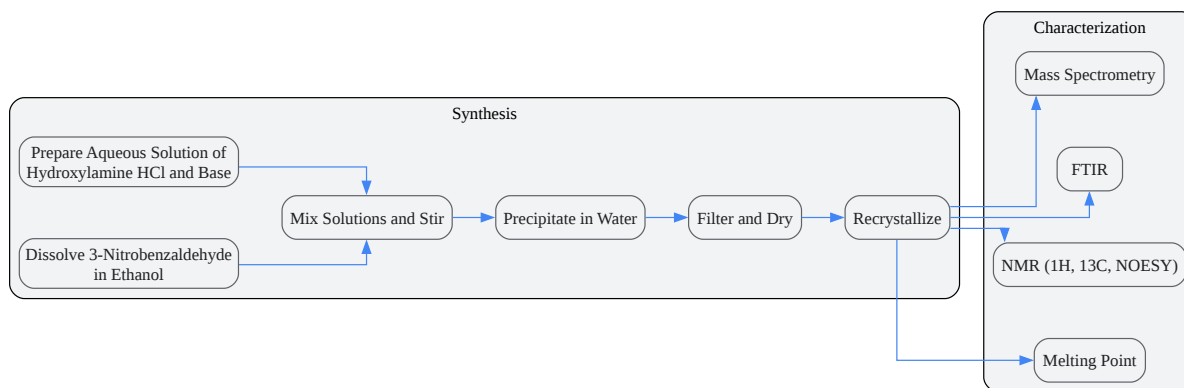 Synthesis
Prepare Aqueous Solution of
Hydroxylamine HCl and Base
Dissolve 3-Nitrobenzaldehyde
in Ethanol
Mix Solutions and Stir
Precipitate in Water
Filter and Dry
Recrystallize
Characterization
Mass Spectrometry
FTIR
NMR (1H, 13C, NOESY)
Melting Point